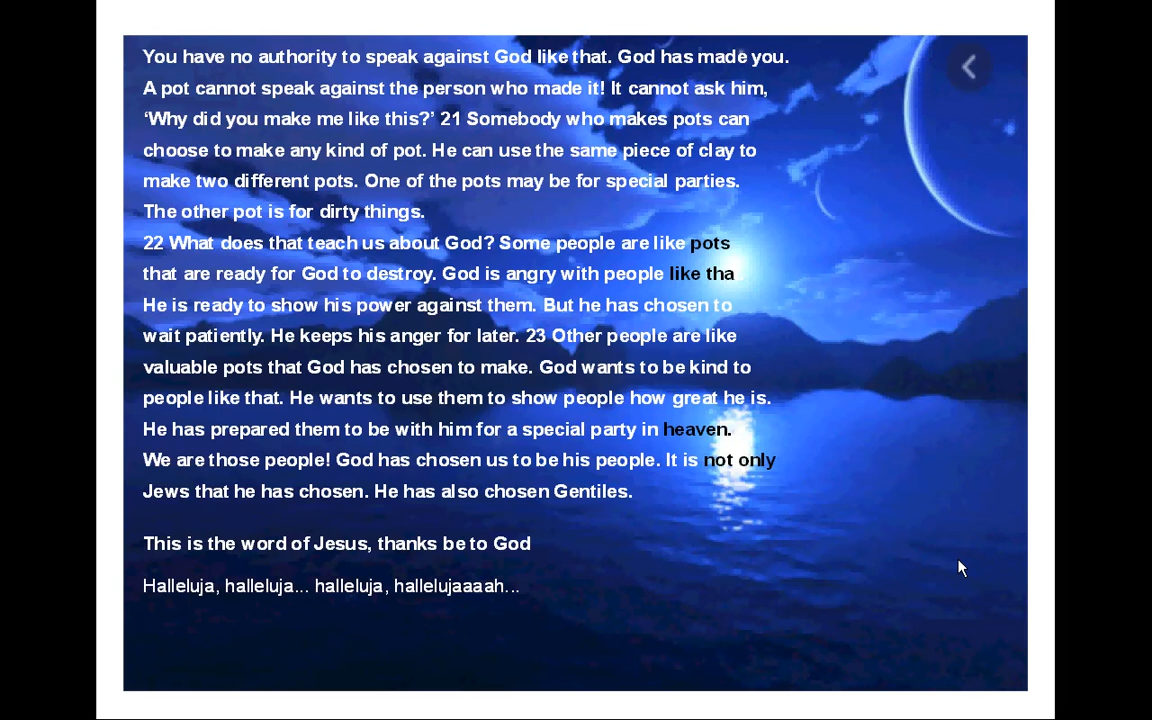 You have no authority to speak against God like that. God has made you.
A pot cannot speak against the person who made it! It cannot ask him,
‘Why did you make me like this?’ 21 Somebody who makes pots can
choose to make any kind of pot. He can use the same piece of clay to
make two different pots. One of the pots may be for special parties.
The other pot is for dirty things.
22 What does that teach us about God? Some people are like pots
that are ready for God to destroy. God is angry with people like tha
He is ready to show his power against them. But he has chosen to
wait patiently. He keeps his anger for later. 23 Other people are like
valuable pots that God has chosen to make. God wants to be kind to
people like that. He wants to use them to show people how great he is.
He has prepared them to be with him for a special party in heaven.
We are those people! God has chosen us to be his people. It is not only
Jews that he has chosen. He has also chosen Gentiles.
This is the word of Jesus, thanks be to God
Halleluja, halleluja... halleluja, hallelujaaaah...